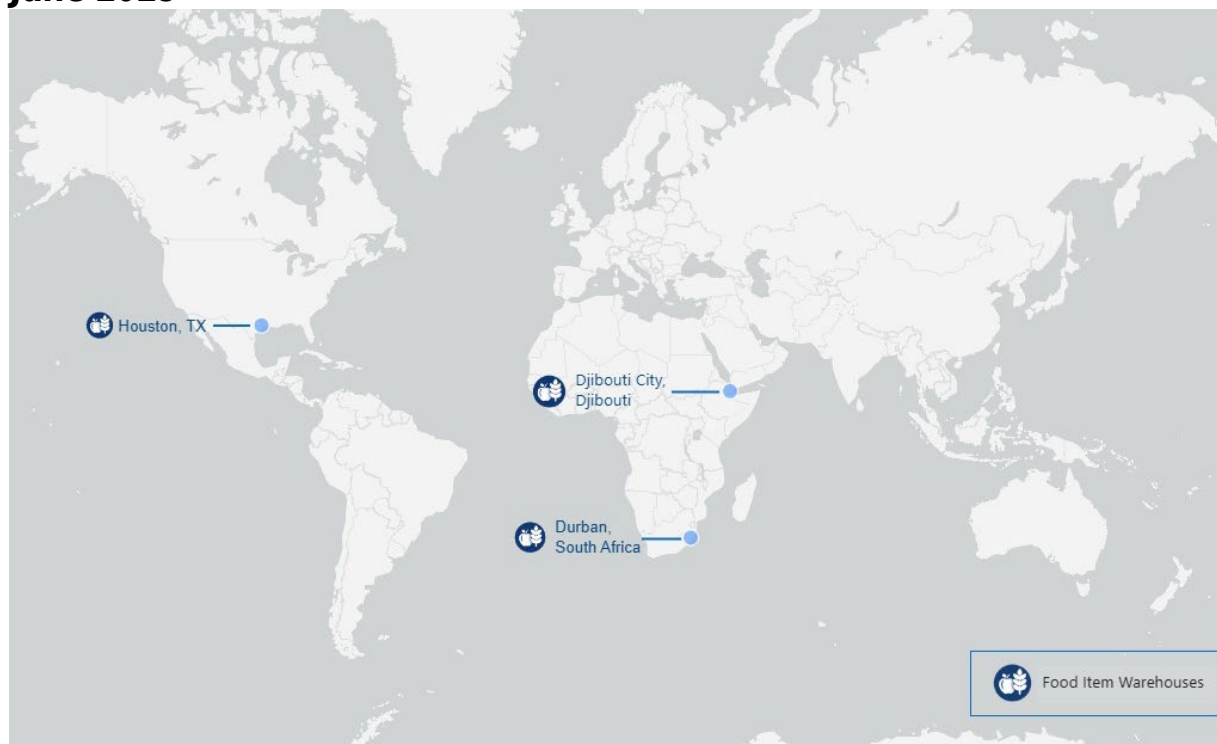 Houston, TX
Djibouti City,
Djibouti
Durban,
South Africa
Food Item Warehouses